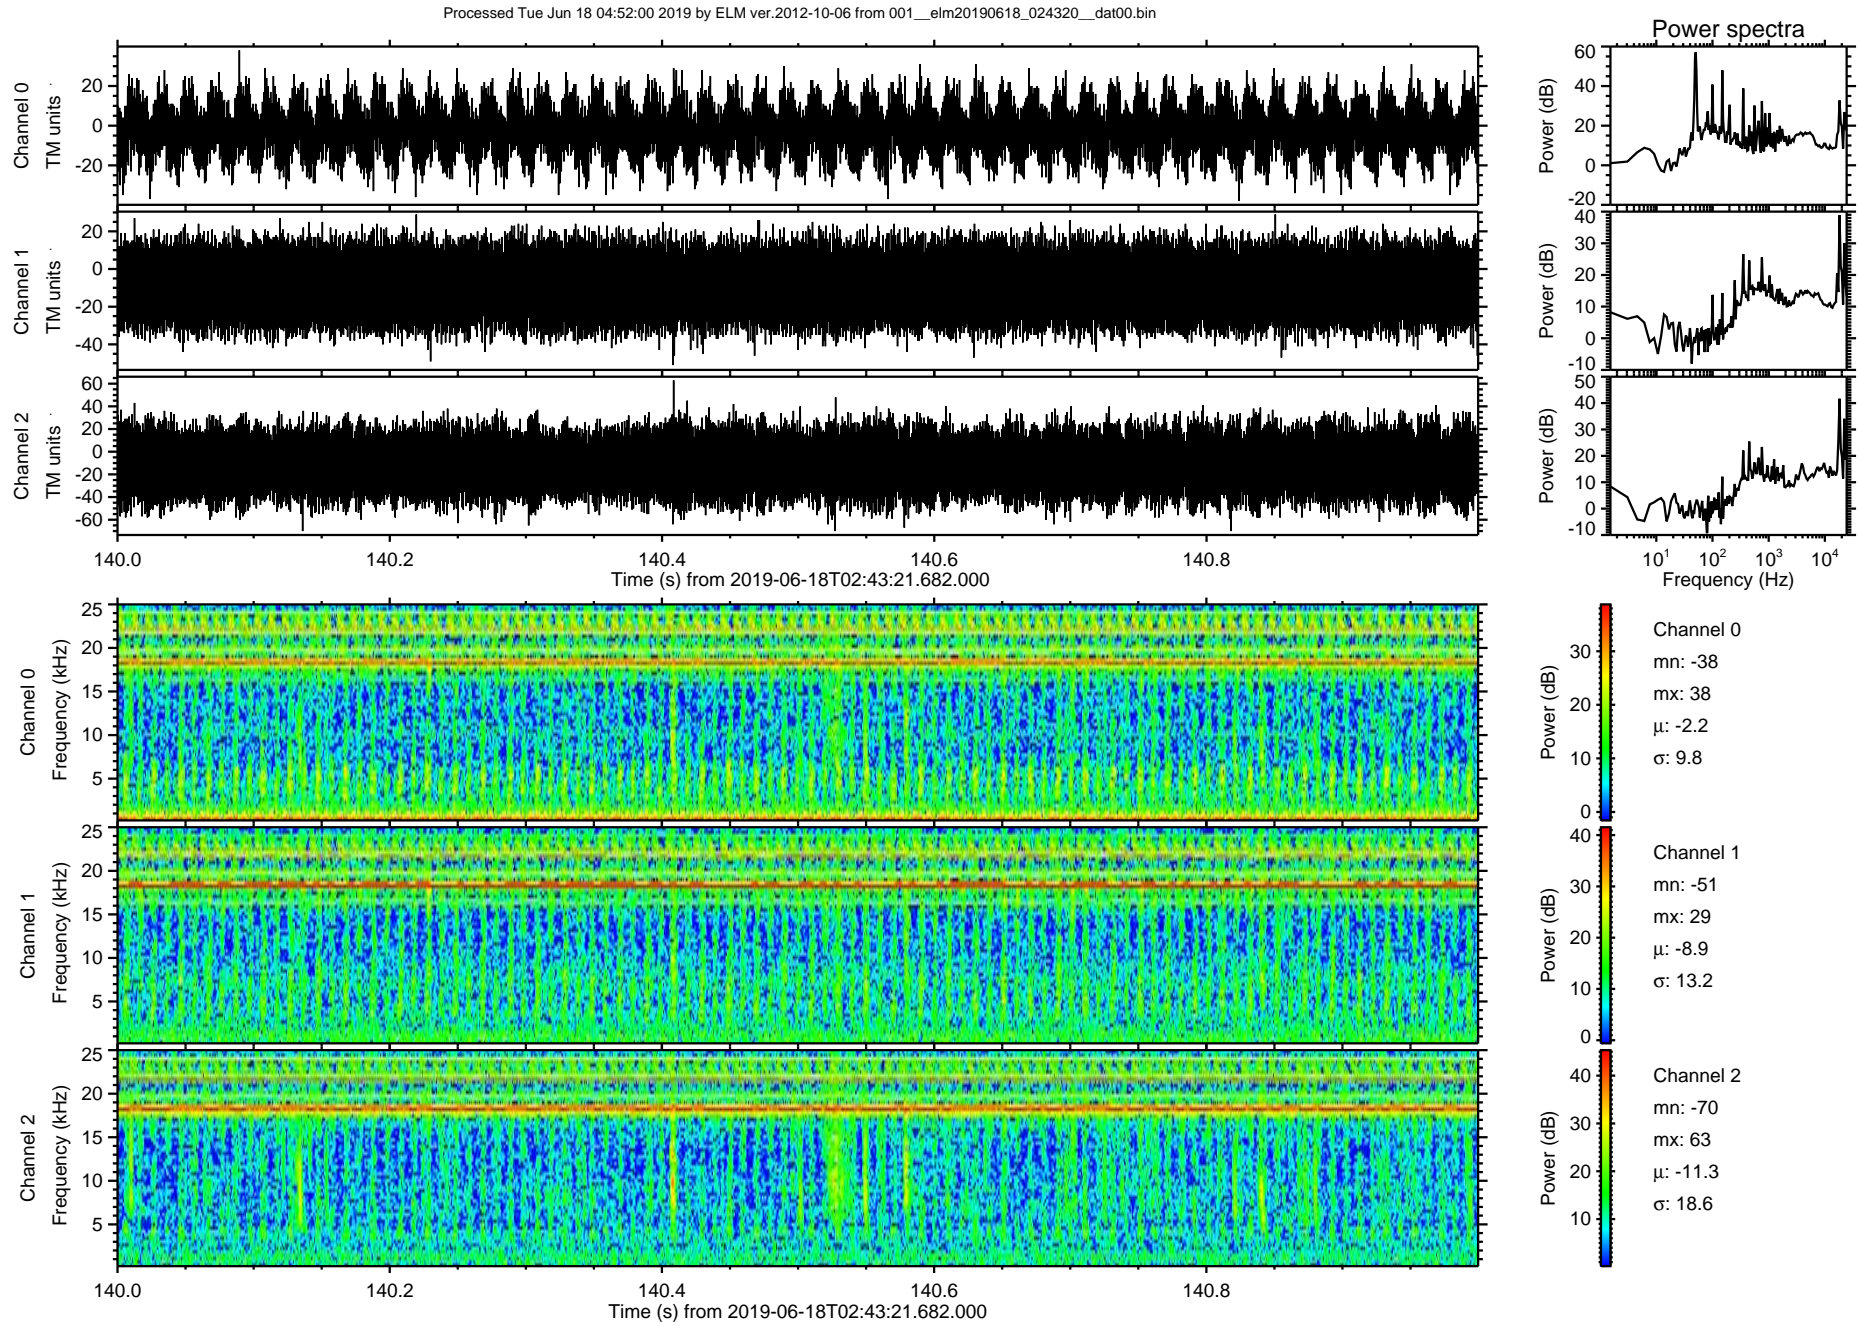 Processed Tue Jun 18 04:52:00 2019 by ELM ver.2012-10-06 from 001__elm20190618_024320__dat00.bin
Power spectra
Channel 0
TM units
20
0
-20
Power (dB)
60
40
20
0
-20
Channel 1
TM units
20
0
-20
-40
Power (dB)
40
30
20
10
0
-10
Channel 2
TM units
60
40
20
0
-20
-40
-60
Power (dB)
50
40
30
20
10
0
-10
140.0 140.2 140.4 140.6 140.8
Time (s) from 2019-06-18T02:43:21.682.000
10¹ 10² 10³ 10⁴
Frequency (Hz)
Channel 0
Frequency (kHz)
25
20
15
10
5
Power (dB)
30
20
10
0
Channel 0
mn: -38
mx: 38
μ: -2.2
σ: 9.8
Channel 1
Frequency (kHz)
25
20
15
10
5
Power (dB)
40
30
20
10
0
Channel 1
mn: -51
mx: 29
μ: -8.9
σ: 13.2
Channel 2
Frequency (kHz)
25
20
15
10
5
Power (dB)
40
30
20
10
Channel 2
mn: -70
mx: 63
μ: -11.3
σ: 18.6
140.0 140.2 140.4 140.6 140.8
Time (s) from 2019-06-18T02:43:21.682.000